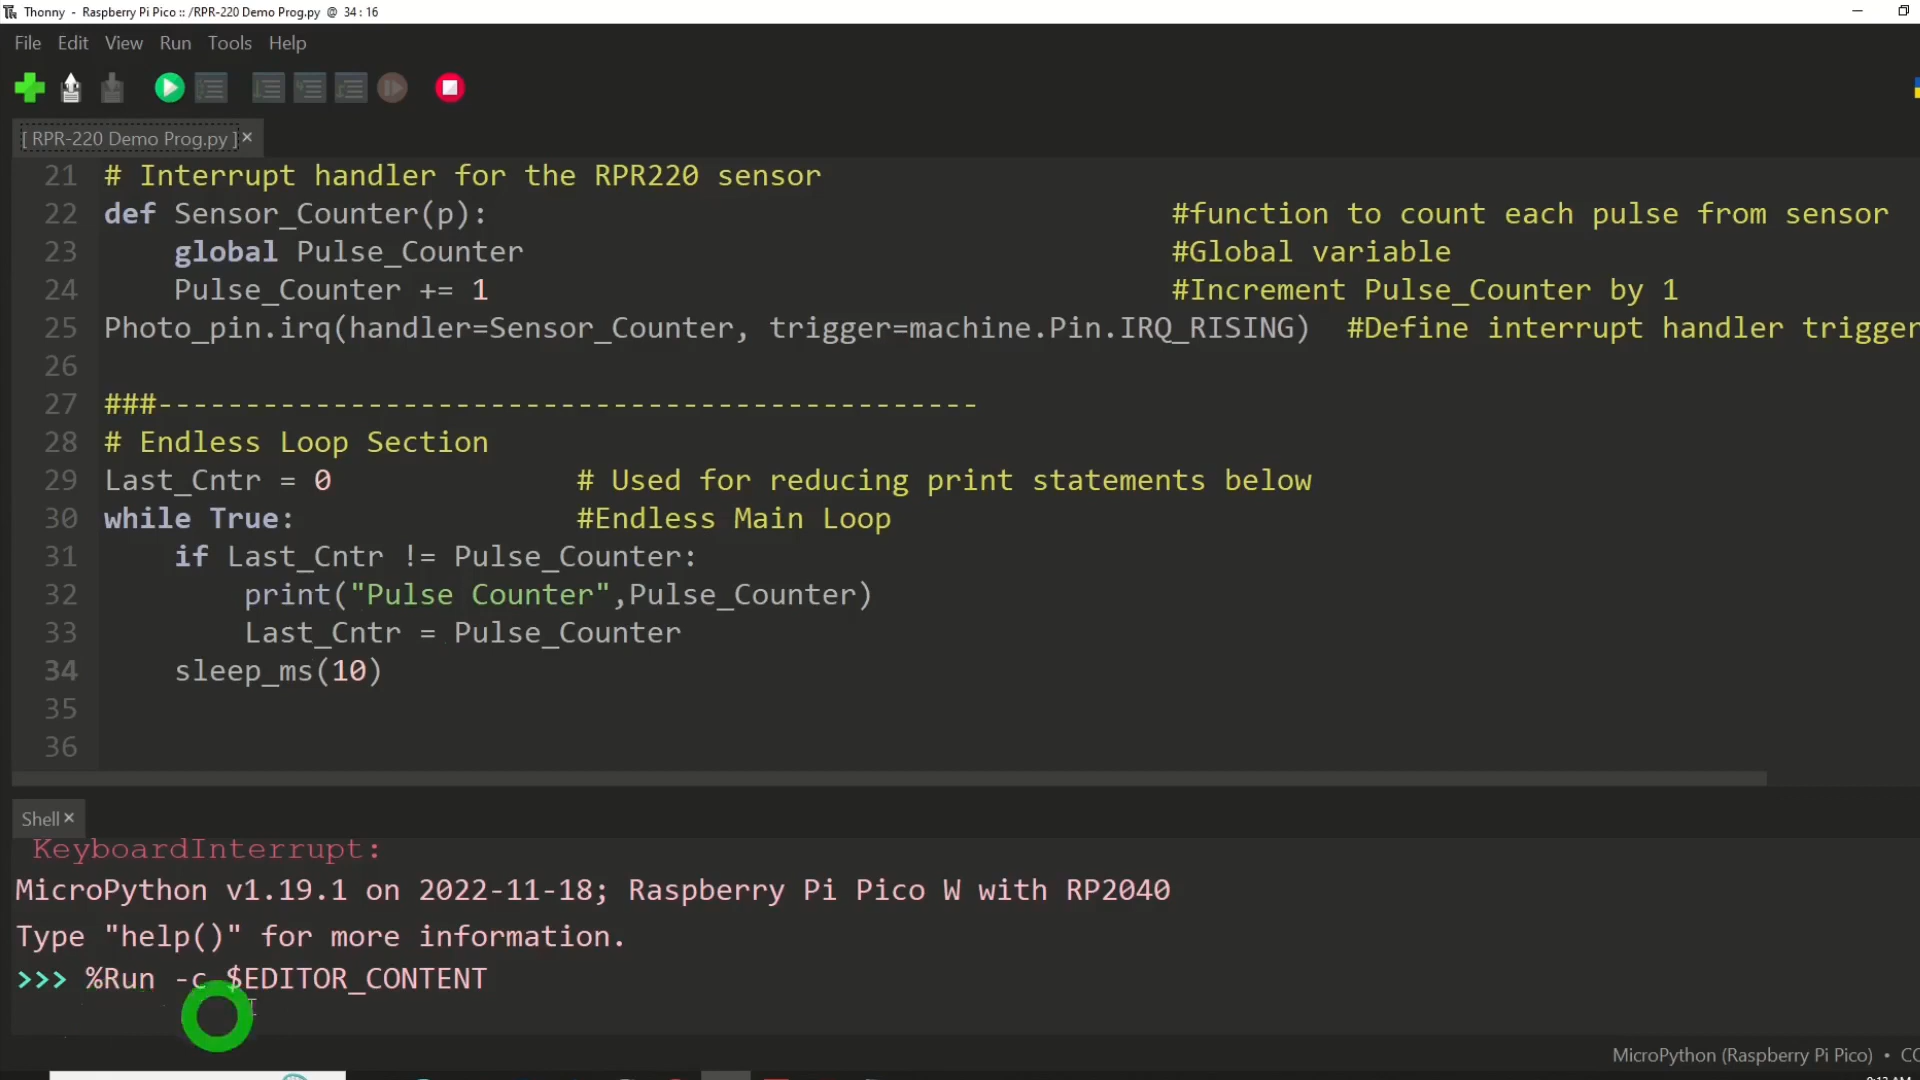 Thonny - Raspberry Pi Pico :: /RPR-220 Demo Prog.py @ 34 : 16
File Edit View Run Tools Help
[ RPR-220 Demo Prog.py ] ×
21 # Interrupt handler for the RPR220 sensor
22 def Sensor_Counter(p): #function to count each pulse from sensor
23 global Pulse_Counter #Global variable
24 Pulse_Counter += 1 #Increment Pulse_Counter by 1
25 Photo_pin.irq(handler=Sensor_Counter, trigger=machine.Pin.IRQ_RISING) #Define interrupt handler trigger
26
27 ###-----------------------------------------------
28 # Endless Loop Section
29 Last_Cntr = 0 # Used for reducing print statements below
30 while True: #Endless Main Loop
31 if Last_Cntr != Pulse_Counter:
32 print("Pulse Counter",Pulse_Counter)
33 Last_Cntr = Pulse_Counter
34 sleep_ms(10)
35
36
Shell ×
KeyboardInterrupt:
MicroPython v1.19.1 on 2022-11-18; Raspberry Pi Pico W with RP2040
Type "help()" for more information.
>>> %Run -c $EDITOR_CONTENT
MicroPython (Raspberry Pi Pico) •